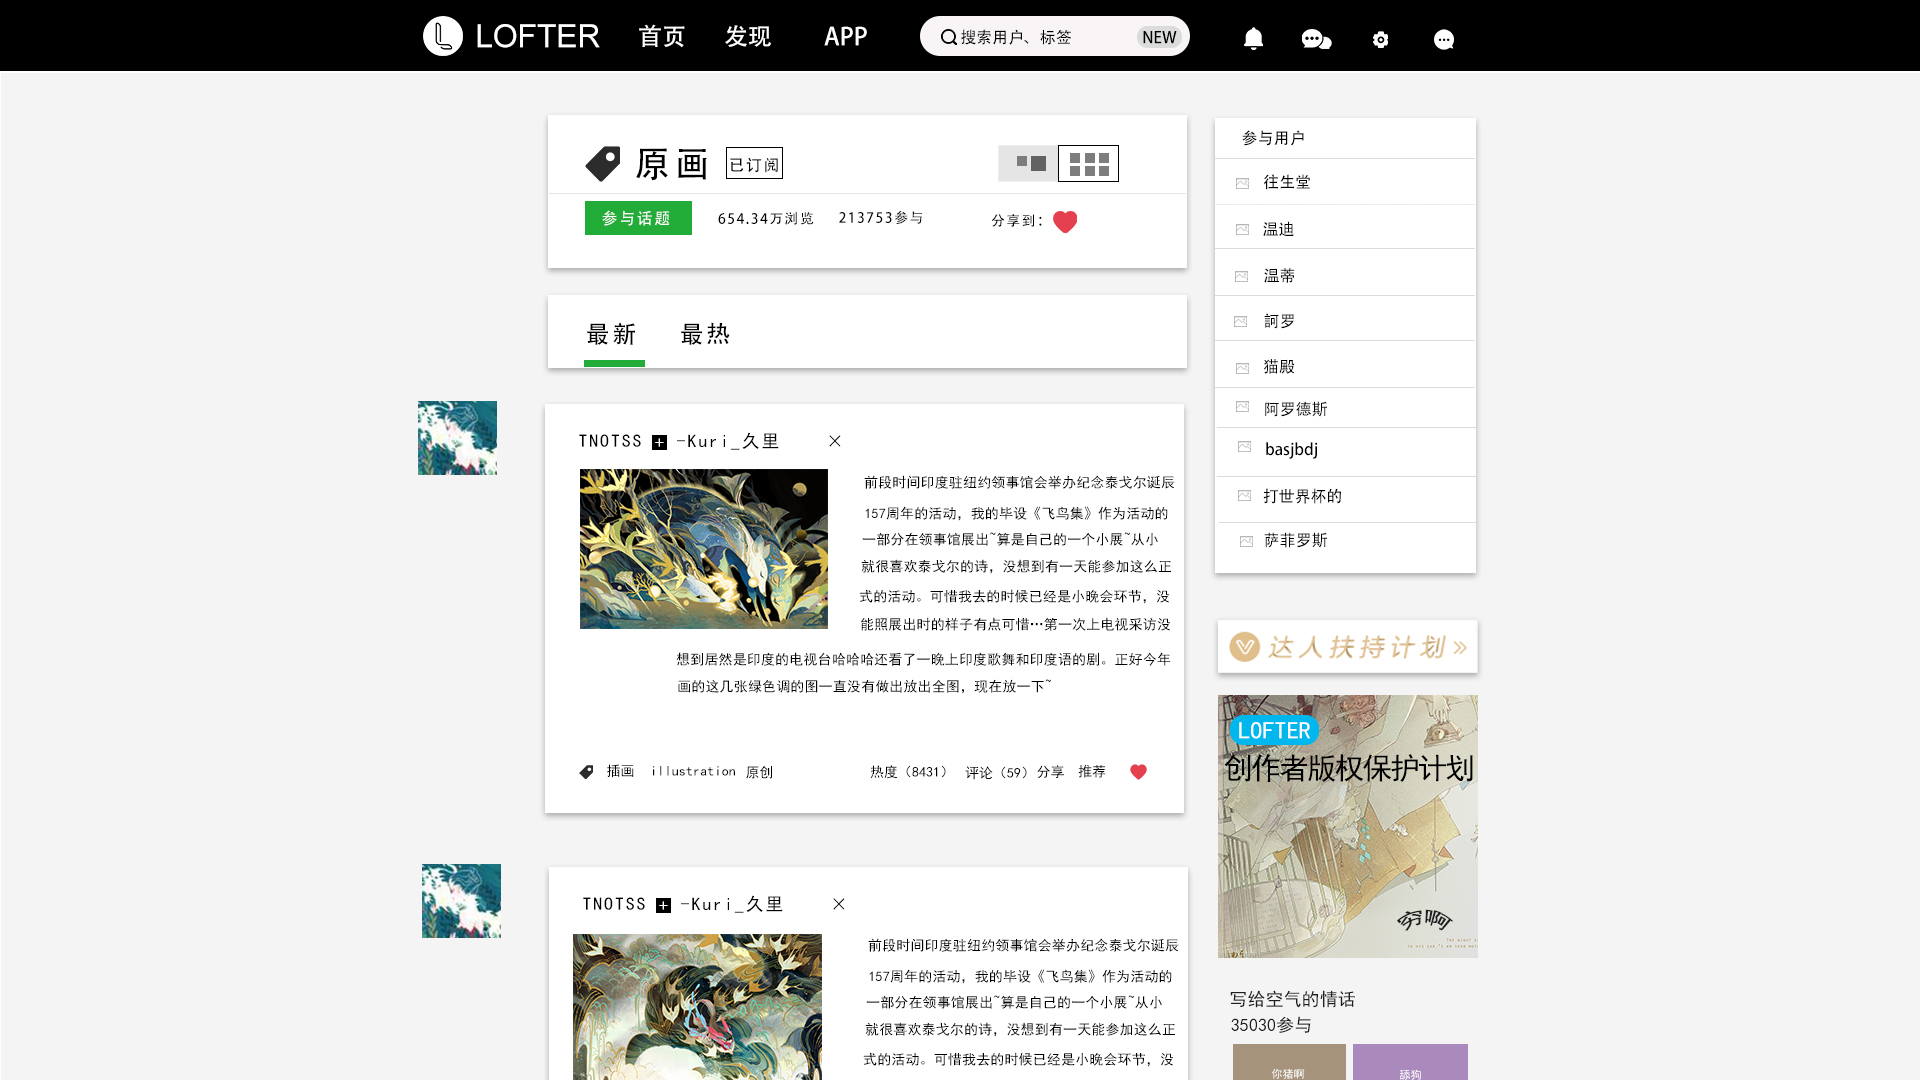 LOFTER 首页 发现 APP 搜索用户、标签 NEW
原画 已订阅
参与话题 654.34万浏览 213753参与 分享到：
最新 最热
TNOTSS -Kuri_久里
前段时间印度驻纽约领事馆会举办纪念泰戈尔诞辰
157周年的活动，我的毕设《飞鸟集》作为活动的
一部分在领事馆展出~算是自己的一个小展~从小
就很喜欢泰戈尔的诗，没想到有一天能参加这么正
式的活动。可惜我去的时候已经是小晚会环节，没
能照展出时的样子有点可惜…第一次上电视采访没
想到居然是印度的电视台哈哈哈还看了一晚上印度歌舞和印度语的剧。正好今年
画的这几张绿色调的图一直没有做出放出全图，现在放一下~
插画 illustration 原创 热度（8431） 评论（59）分享 推荐
TNOTSS -Kuri_久里
前段时间印度驻纽约领事馆会举办纪念泰戈尔诞辰
157周年的活动，我的毕设《飞鸟集》作为活动的
一部分在领事馆展出~算是自己的一个小展~从小
就很喜欢泰戈尔的诗，没想到有一天能参加这么正
式的活动。可惜我去的时候已经是小晚会环节，没
参与用户
往生堂
温迪
温蒂
訶罗
猫殿
阿罗德斯
basjbdj
打世界杯的
萨菲罗斯
达人扶持计划»
LOFTER
创作者版权保护计划
穷啊
写给空气的情话
35030参与
你猪啊 舔狗